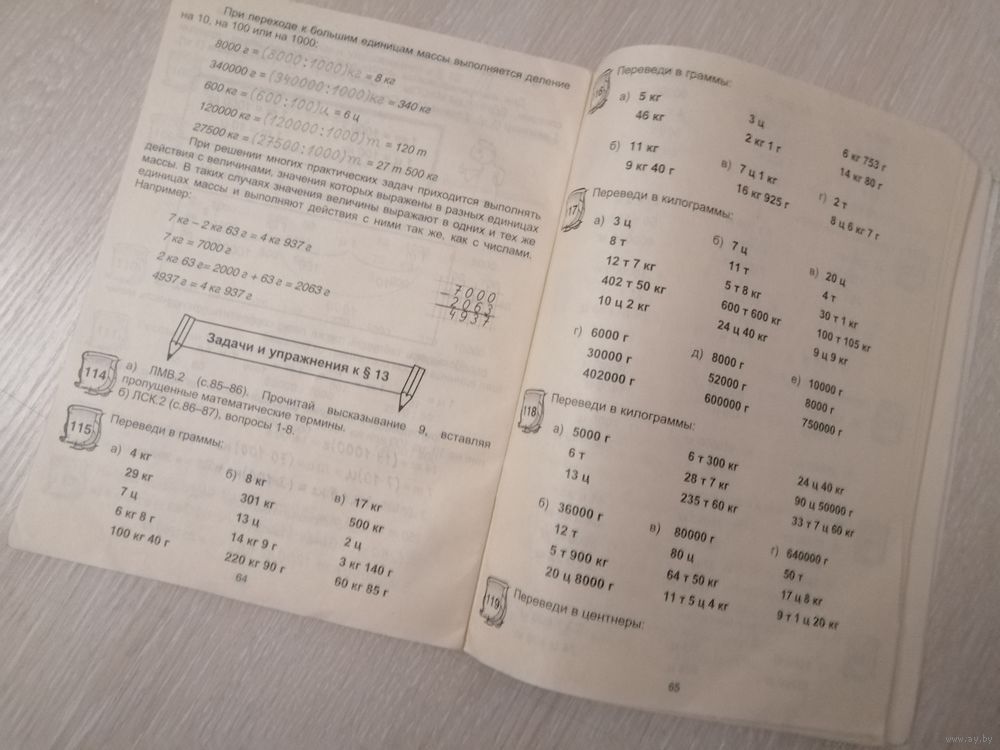 При переходе к большим единицам массы выполняется деление
на 10, на 100 или на 1000:
8000 г = (8000:1000)кг = 8 кг
340000 г = (340000:1000)кг = 340 кг
600 кг = (600:100)ц = 6 ц
120000 кг = (120000:1000)т = 120 т
27500 кг = (27500:1000)т = 27 т 500 кг
При решении многих практических задач приходится выполнять
действия с величинами, значения которых выражены в разных единицах
массы. В таких случаях значения величины выражают в одних и тех же
единицах массы и выполняют действия с ними так же, как с числами.
Например:
7 кг – 2 кг 63 г = 4 кг 937 г
7 кг = 7000 г
2 кг 63 г = 2000 г + 63 г = 2063 г
4937 г = 4 кг 937 г
– 7000
2063
4937
Задачи и упражнения к § 13
114 а) ЛМВ.2 (с.85–86). Прочитай высказывание 9, вставляя
пропущенные математические термины.
б) ЛСК.2 (с.86–87), вопросы 1-8.
115 Переведи в граммы:
а) 4 кг
29 кг
7 ц
6 кг 8 г
100 кг 40 г
б) 8 кг
301 кг
13 ц
14 кг 9 г
220 кг 90 г
в) 17 кг
500 кг
2 ц
3 кг 140 г
60 кг 85 г
64
116 Переведи в граммы:
а) 5 кг
46 кг
3 ц
2 кг 1 г
6 кг 753 г
14 кг 80 г
б) 11 кг
9 кг 40 г
в) 7 ц 1 кг
16 кг 925 г
г) 2 т
8 ц 6 кг 7 г
117 Переведи в килограммы:
а) 3 ц
8 т
12 т 7 кг
402 т 50 кг
10 ц 2 кг
б) 7 ц
11 т
5 т 8 кг
600 т 600 кг
24 ц 40 кг
в) 20 ц
4 т
30 т 1 кг
100 т 105 кг
9 ц 9 кг
г) 6000 г
30000 г
402000 г
д) 8000 г
52000 г
600000 г
е) 10000 г
8000 г
750000 г
118 Переведи в килограммы:
а) 5000 г
6 т
13 ц
6 т 300 кг
28 т 7 кг
235 т 60 кг
24 ц 40 кг
90 ц 50000 г
33 т 7 ц 60 кг
б) 36000 г
12 т
5 т 900 кг
20 ц 8000 г
в) 80000 г
80 ц
64 т 50 кг
11 т 5 ц 4 кг
г) 640000 г
50 т
17 ц 8 кг
9 т 1 ц 20 кг
119 Переведи в центнеры:
65
www.ay.by